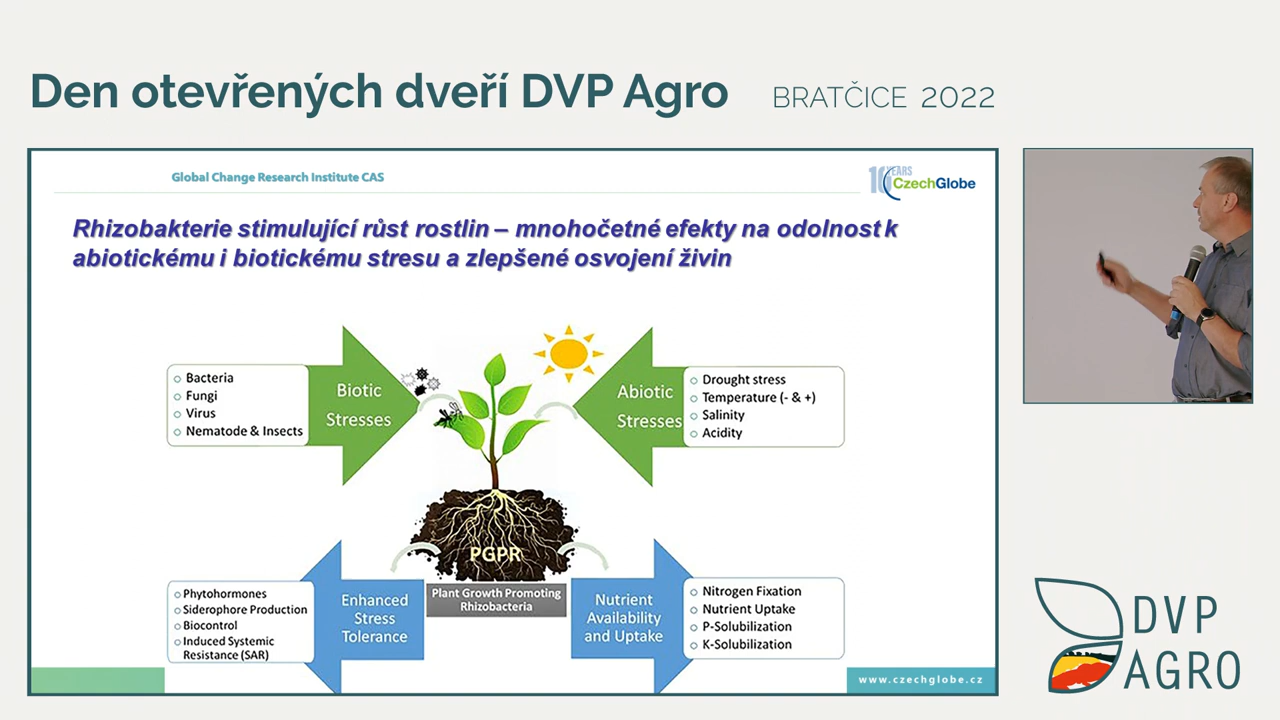 Den otevřených dveří DVP Agro BRATČICE 2022
Global Change Research Institute CAS
10 YEARS
CzechGlobe
Rhizobakterie stimulující růst rostlin – mnohočetné efekty na odolnost k
abiotickému i biotickému stresu a zlepšené osvojení živin
Bacteria
Fungi
Virus
Nematode & Insects
Biotic
Stresses
Abiotic
Stresses
Drought stress
Temperature (- & +)
Salinity
Acidity
PGPR
Plant Growth Promoting
Rhizobacteria
Phytohormones
Siderophore Production
Biocontrol
Induced Systemic
Resistance (SAR)
Enhanced
Stress
Tolerance
Nutrient
Availability
and Uptake
Nitrogen Fixation
Nutrient Uptake
P-Solubilization
K-Solubilization
www.czechglobe.cz
DVP
AGRO